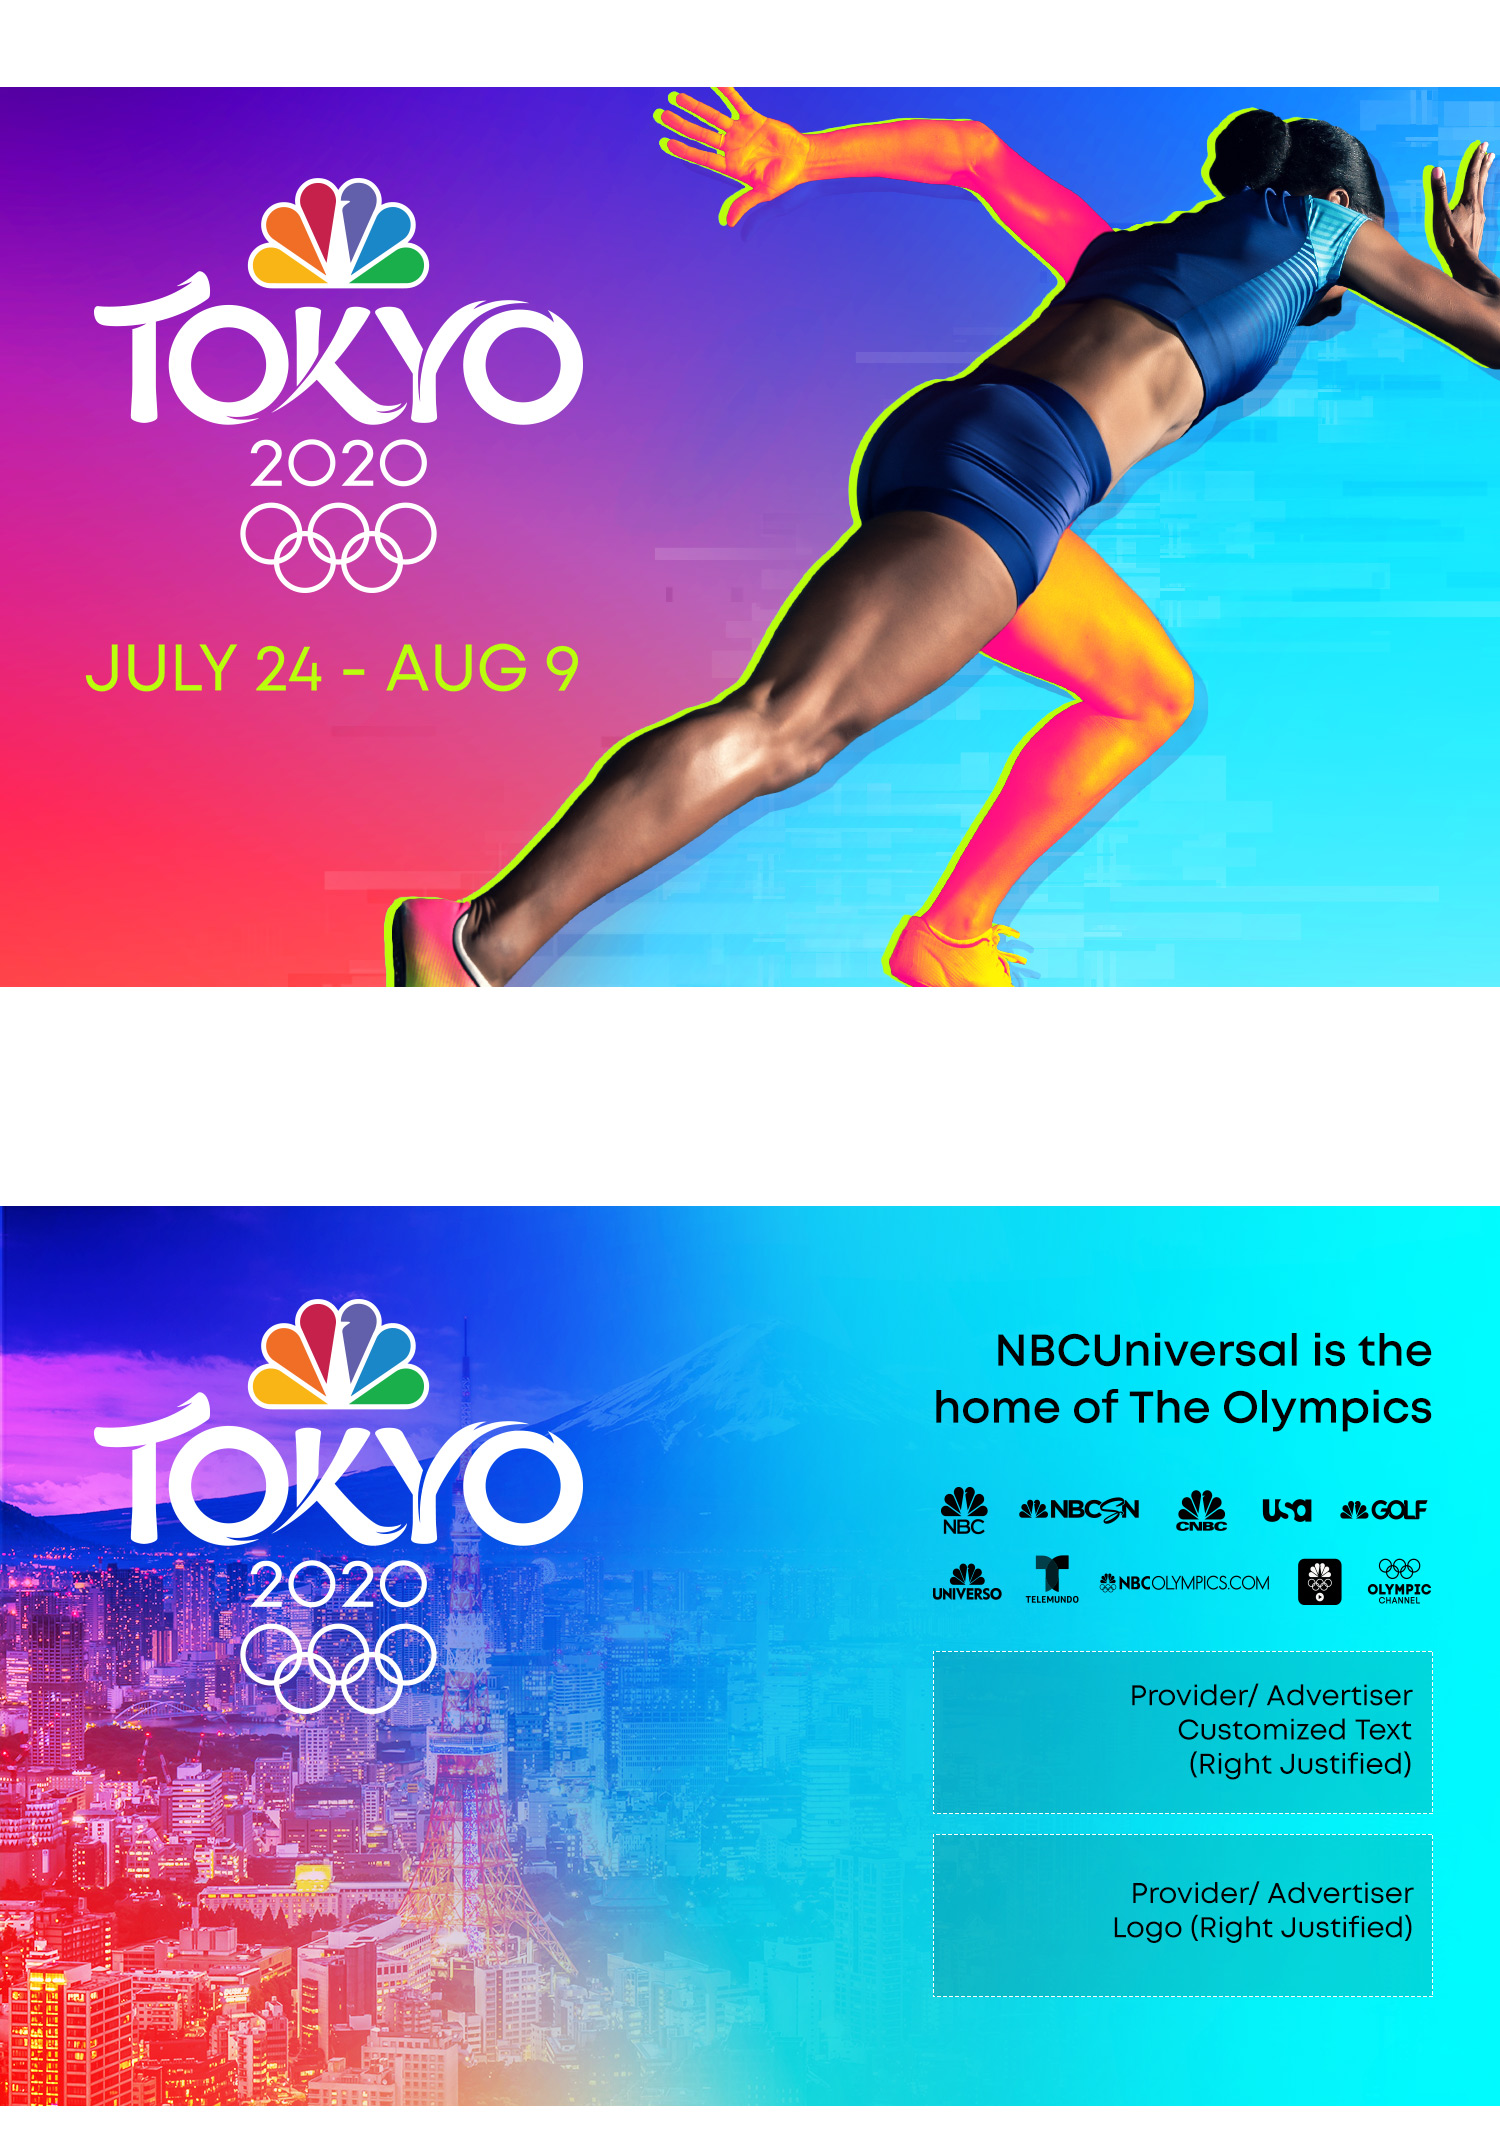 TOKYO
2020
JULY 24 - AUG 9
TOKYO
2020
NBCUniversal is the
home of The Olympics
NBC NBCSN CNBC usa GOLF
UNIVERSO TELEMUNDO NBCOLYMPICS.COM OLYMPIC CHANNEL
Provider/ Advertiser
Customized Text
(Right Justified)
Provider/ Advertiser
Logo (Right Justified)